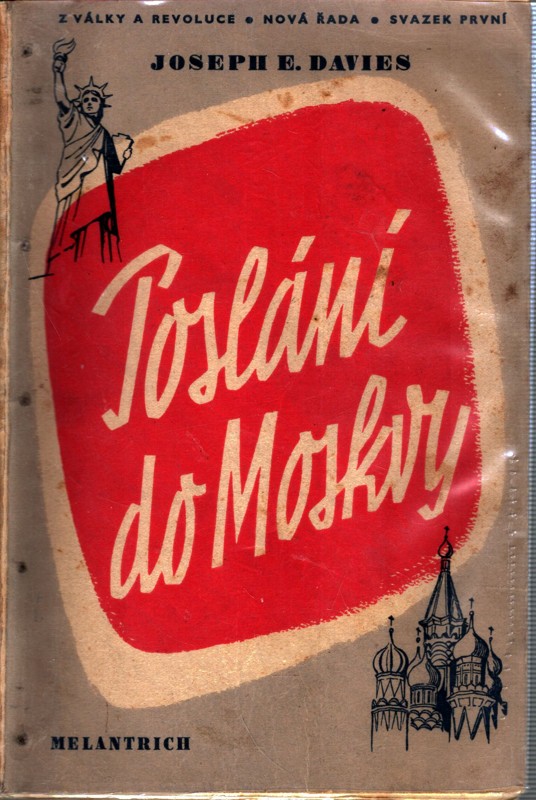 Z VÁLKY A REVOLUCE • NOVÁ ŘADA • SVAZEK PRVNÍ
JOSEPH E. DAVIES
Poslání
do Moskvy
MELANTRICH